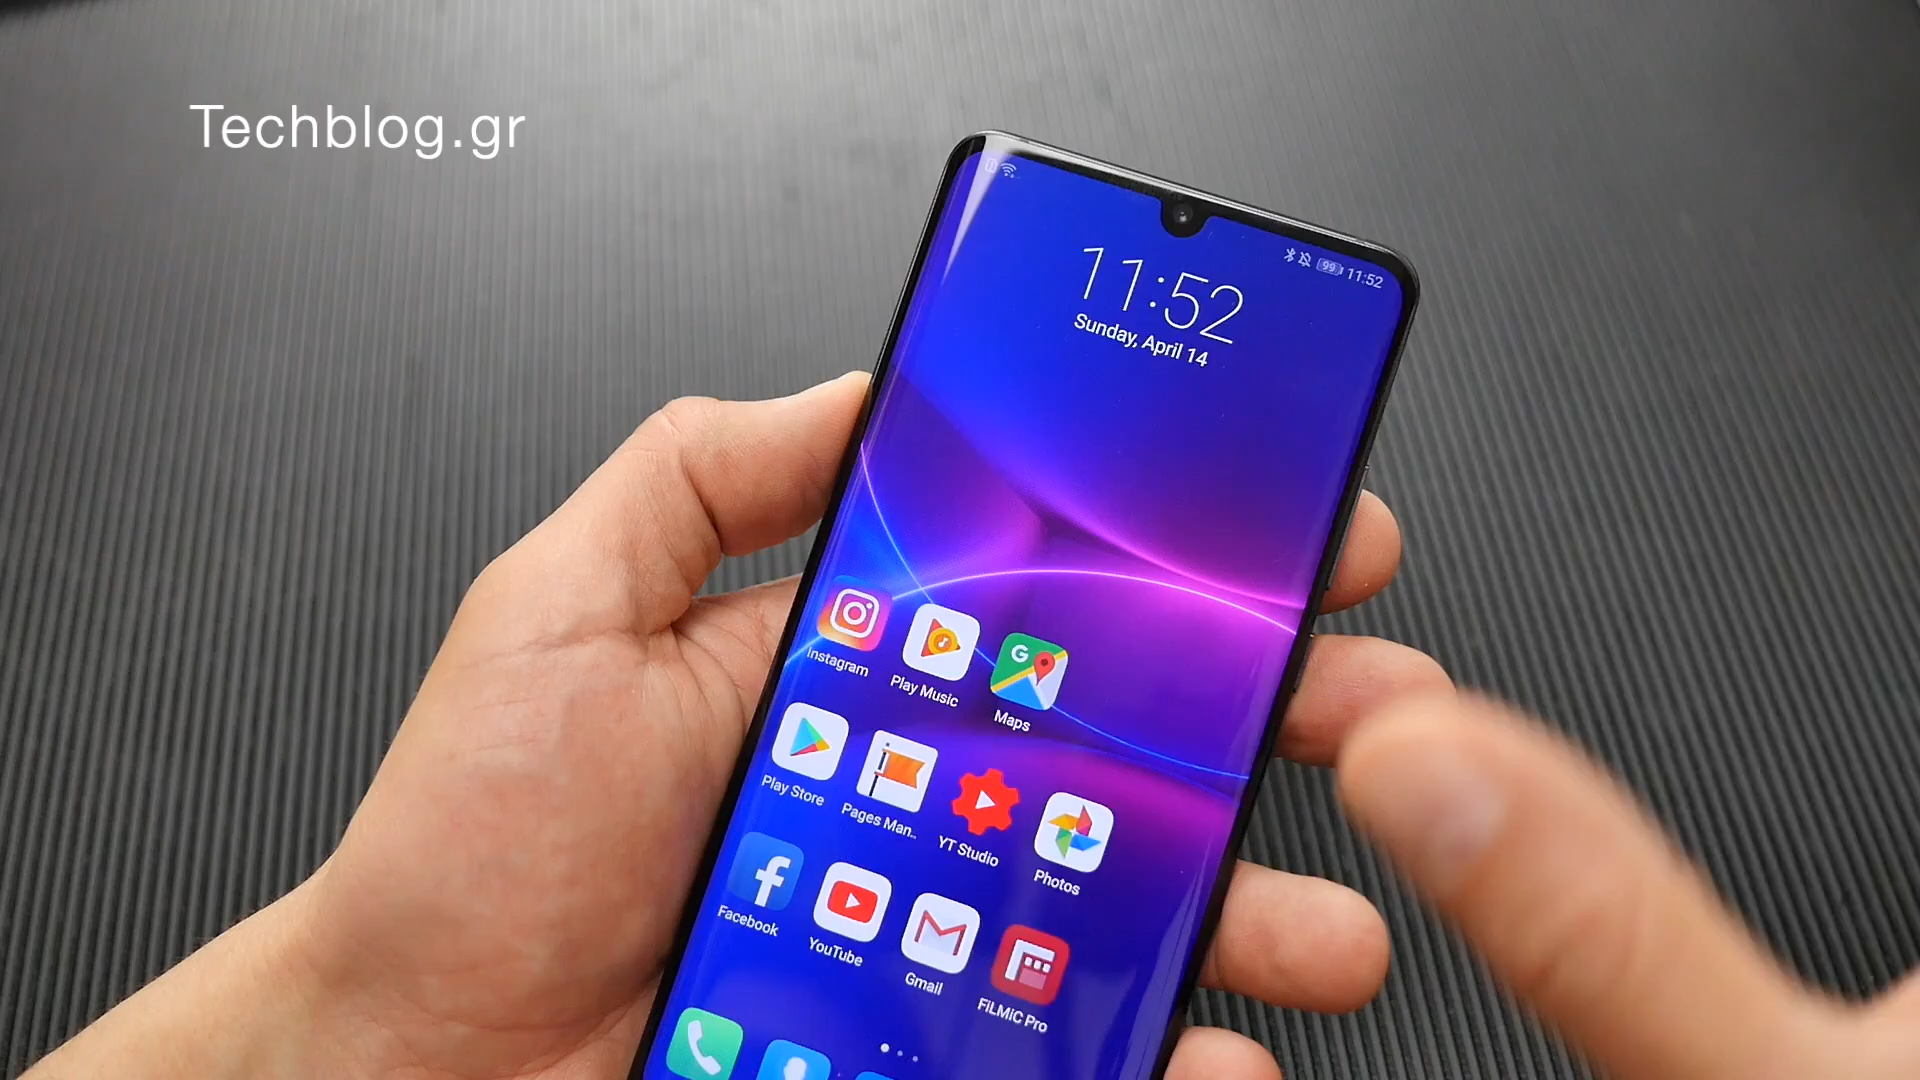 Techblog.gr
99 11:52
11:52
Sunday, April 14
Instagram
Play Music
Maps
Play Store
Pages Man..
YT Studio
Photos
Facebook
YouTube
Gmail
FiLMiC Pro